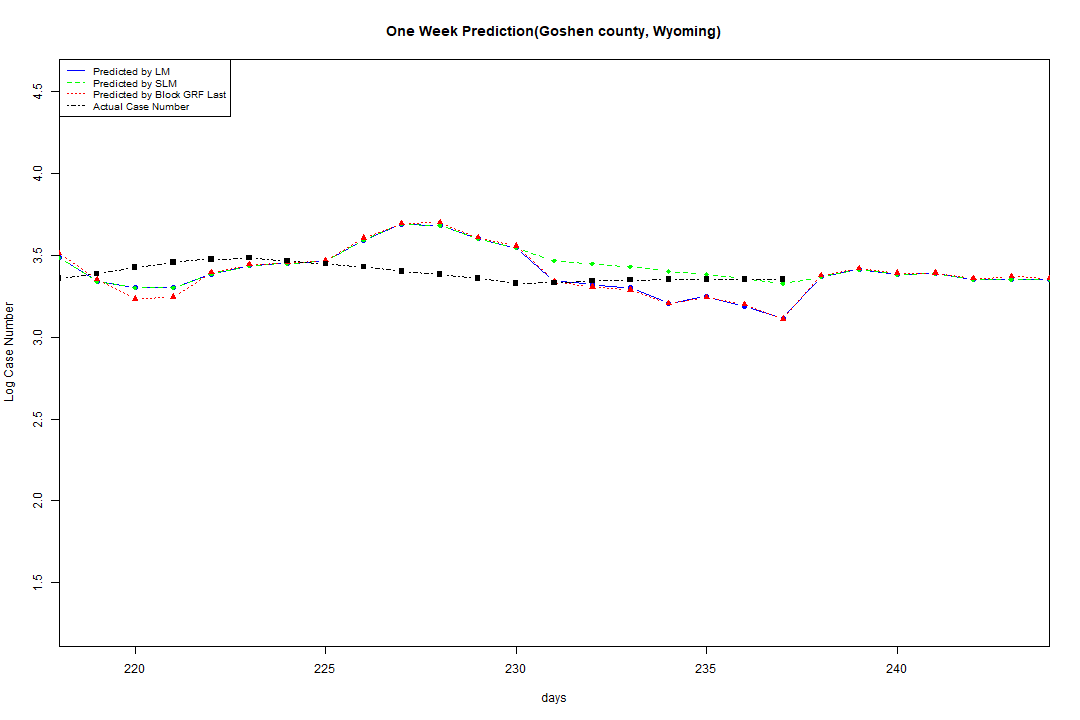 One Week Prediction(Goshen county, Wyoming)
Predicted by LM
Predicted by SLM
Predicted by Block GRF Last
Actual Case Number
4.5
4.0
3.5
3.0
2.5
2.0
1.5
Log Case Number
220
225
230
235
240
days